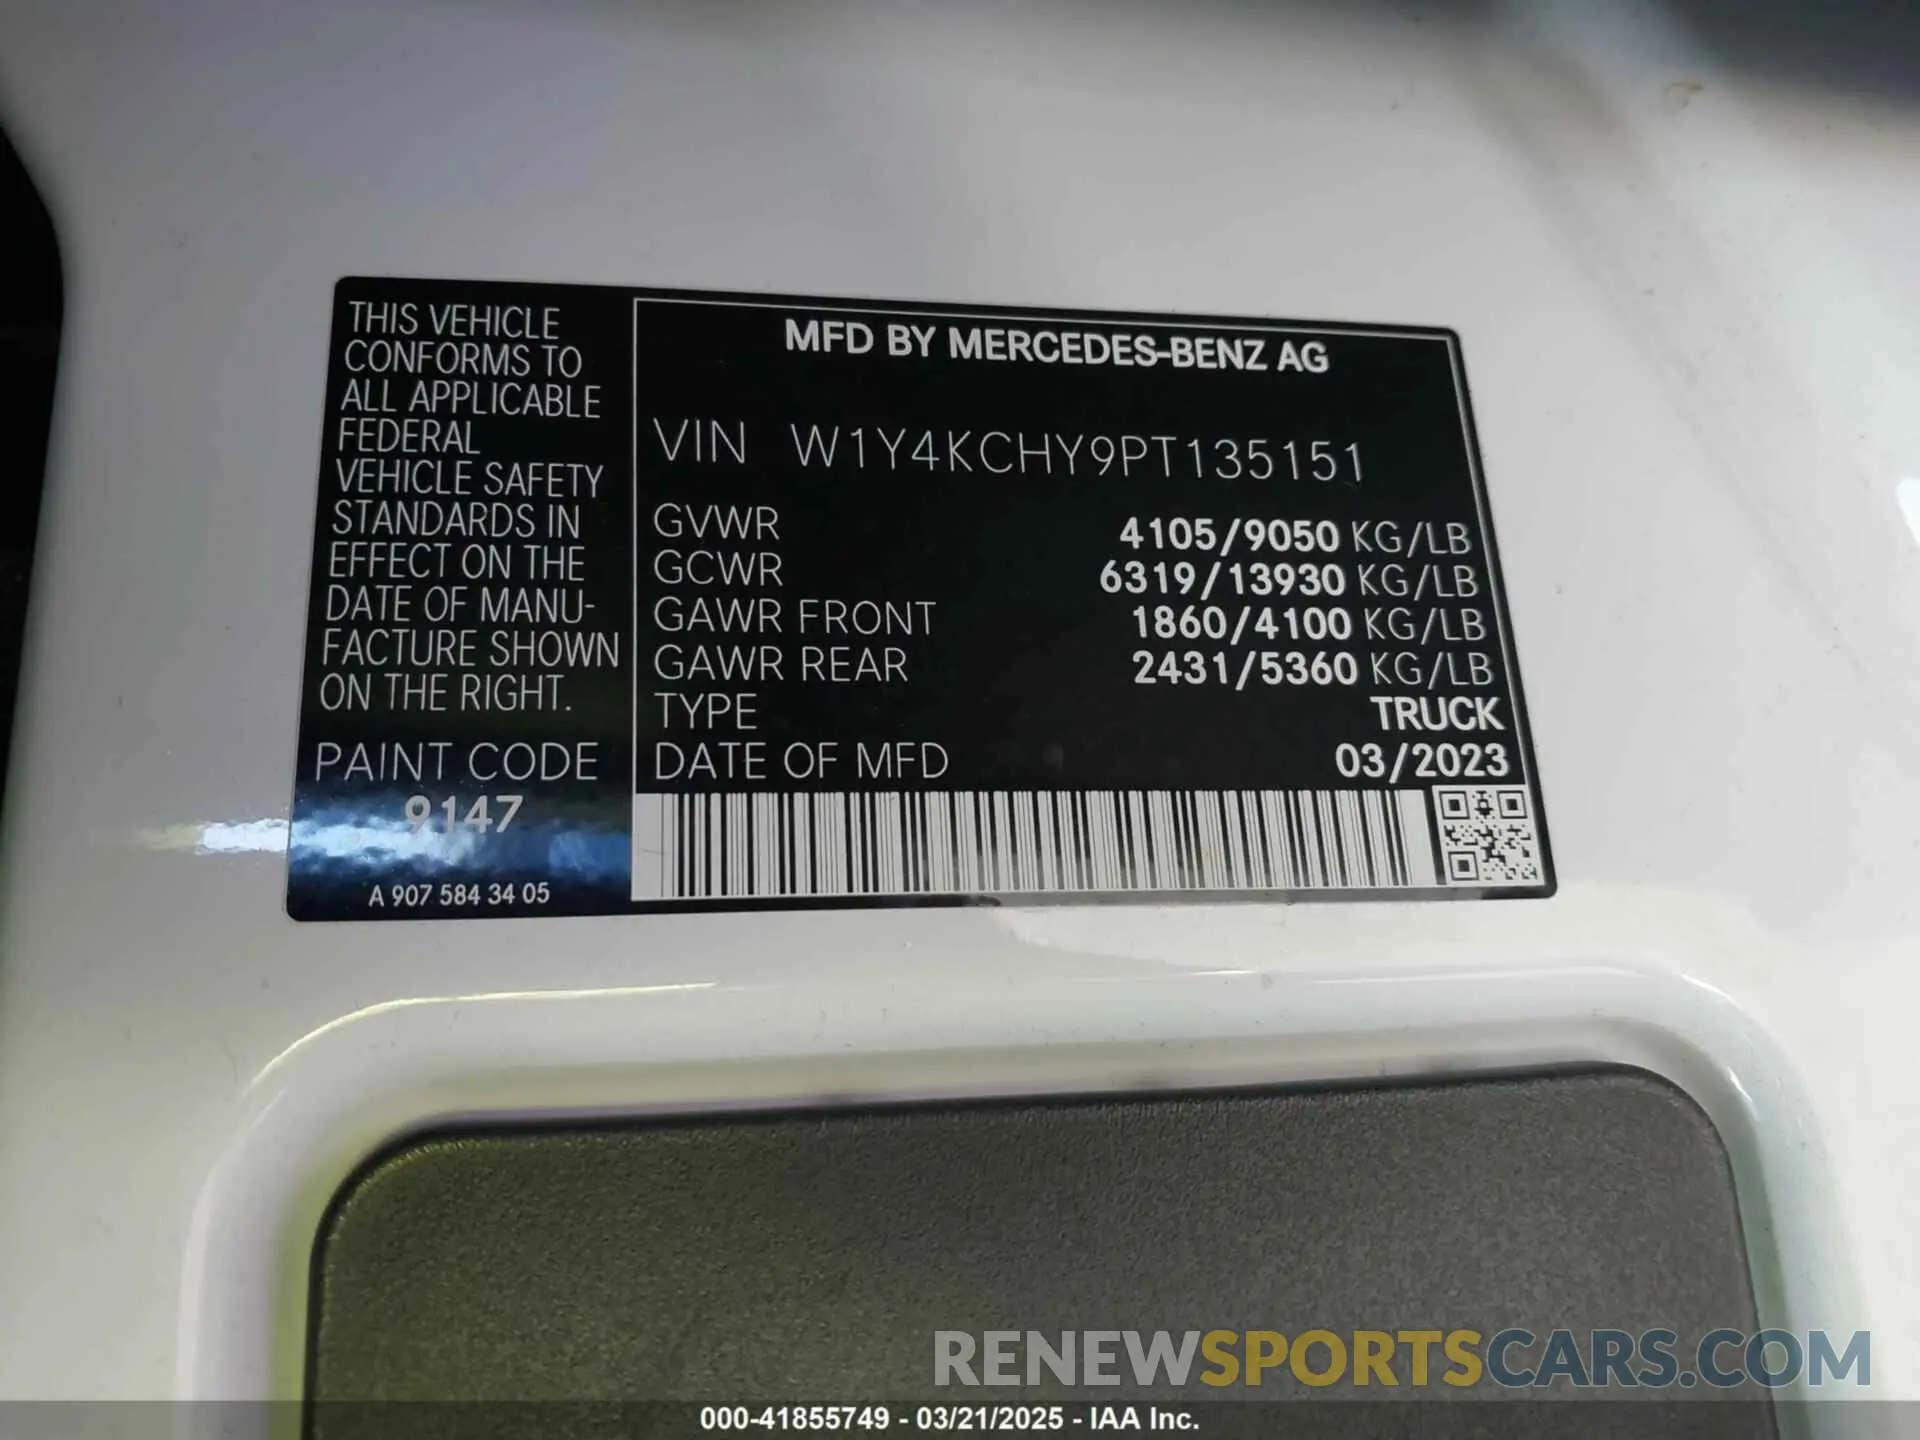 THIS VEHICLE
CONFORMS TO
ALL APPLICABLE
FEDERAL
VEHICLE SAFETY
STANDARDS IN
EFFECT ON THE
DATE OF MANU-
FACTURE SHOWN
ON THE RIGHT.
PAINT CODE
9147
A 907 584 34 05
MFD BY MERCEDES-BENZ AG
VIN W1Y4KCHY9PT135151
GVWR 4105/9050 KG/LB
GCWR 6319/13930 KG/LB
GAWR FRONT 1860/4100 KG/LB
GAWR REAR 2431/5360 KG/LB
TYPE TRUCK
DATE OF MFD 03/2023
RENEWSPORTSCARS.COM
000-41855749 - 03/21/2025 - IAA Inc.